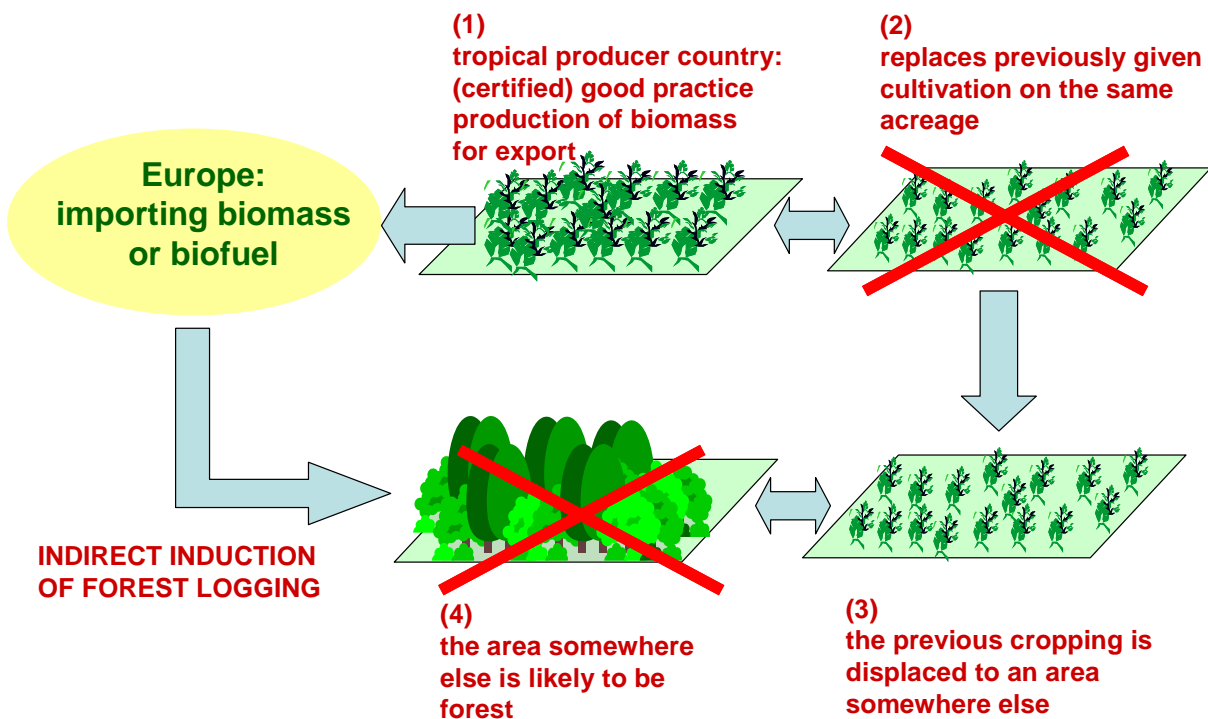 (1)
tropical producer country:
(certified) good practice
production of biomass
for export
(2)
replaces previously given
cultivation on the same
acreage
Europe:
importing biomass
or biofuel
INDIRECT INDUCTION
OF FOREST LOGGING
(4)
the area somewhere
else is likely to be
forest
(3)
the previous cropping is
displaced to an area
somewhere else